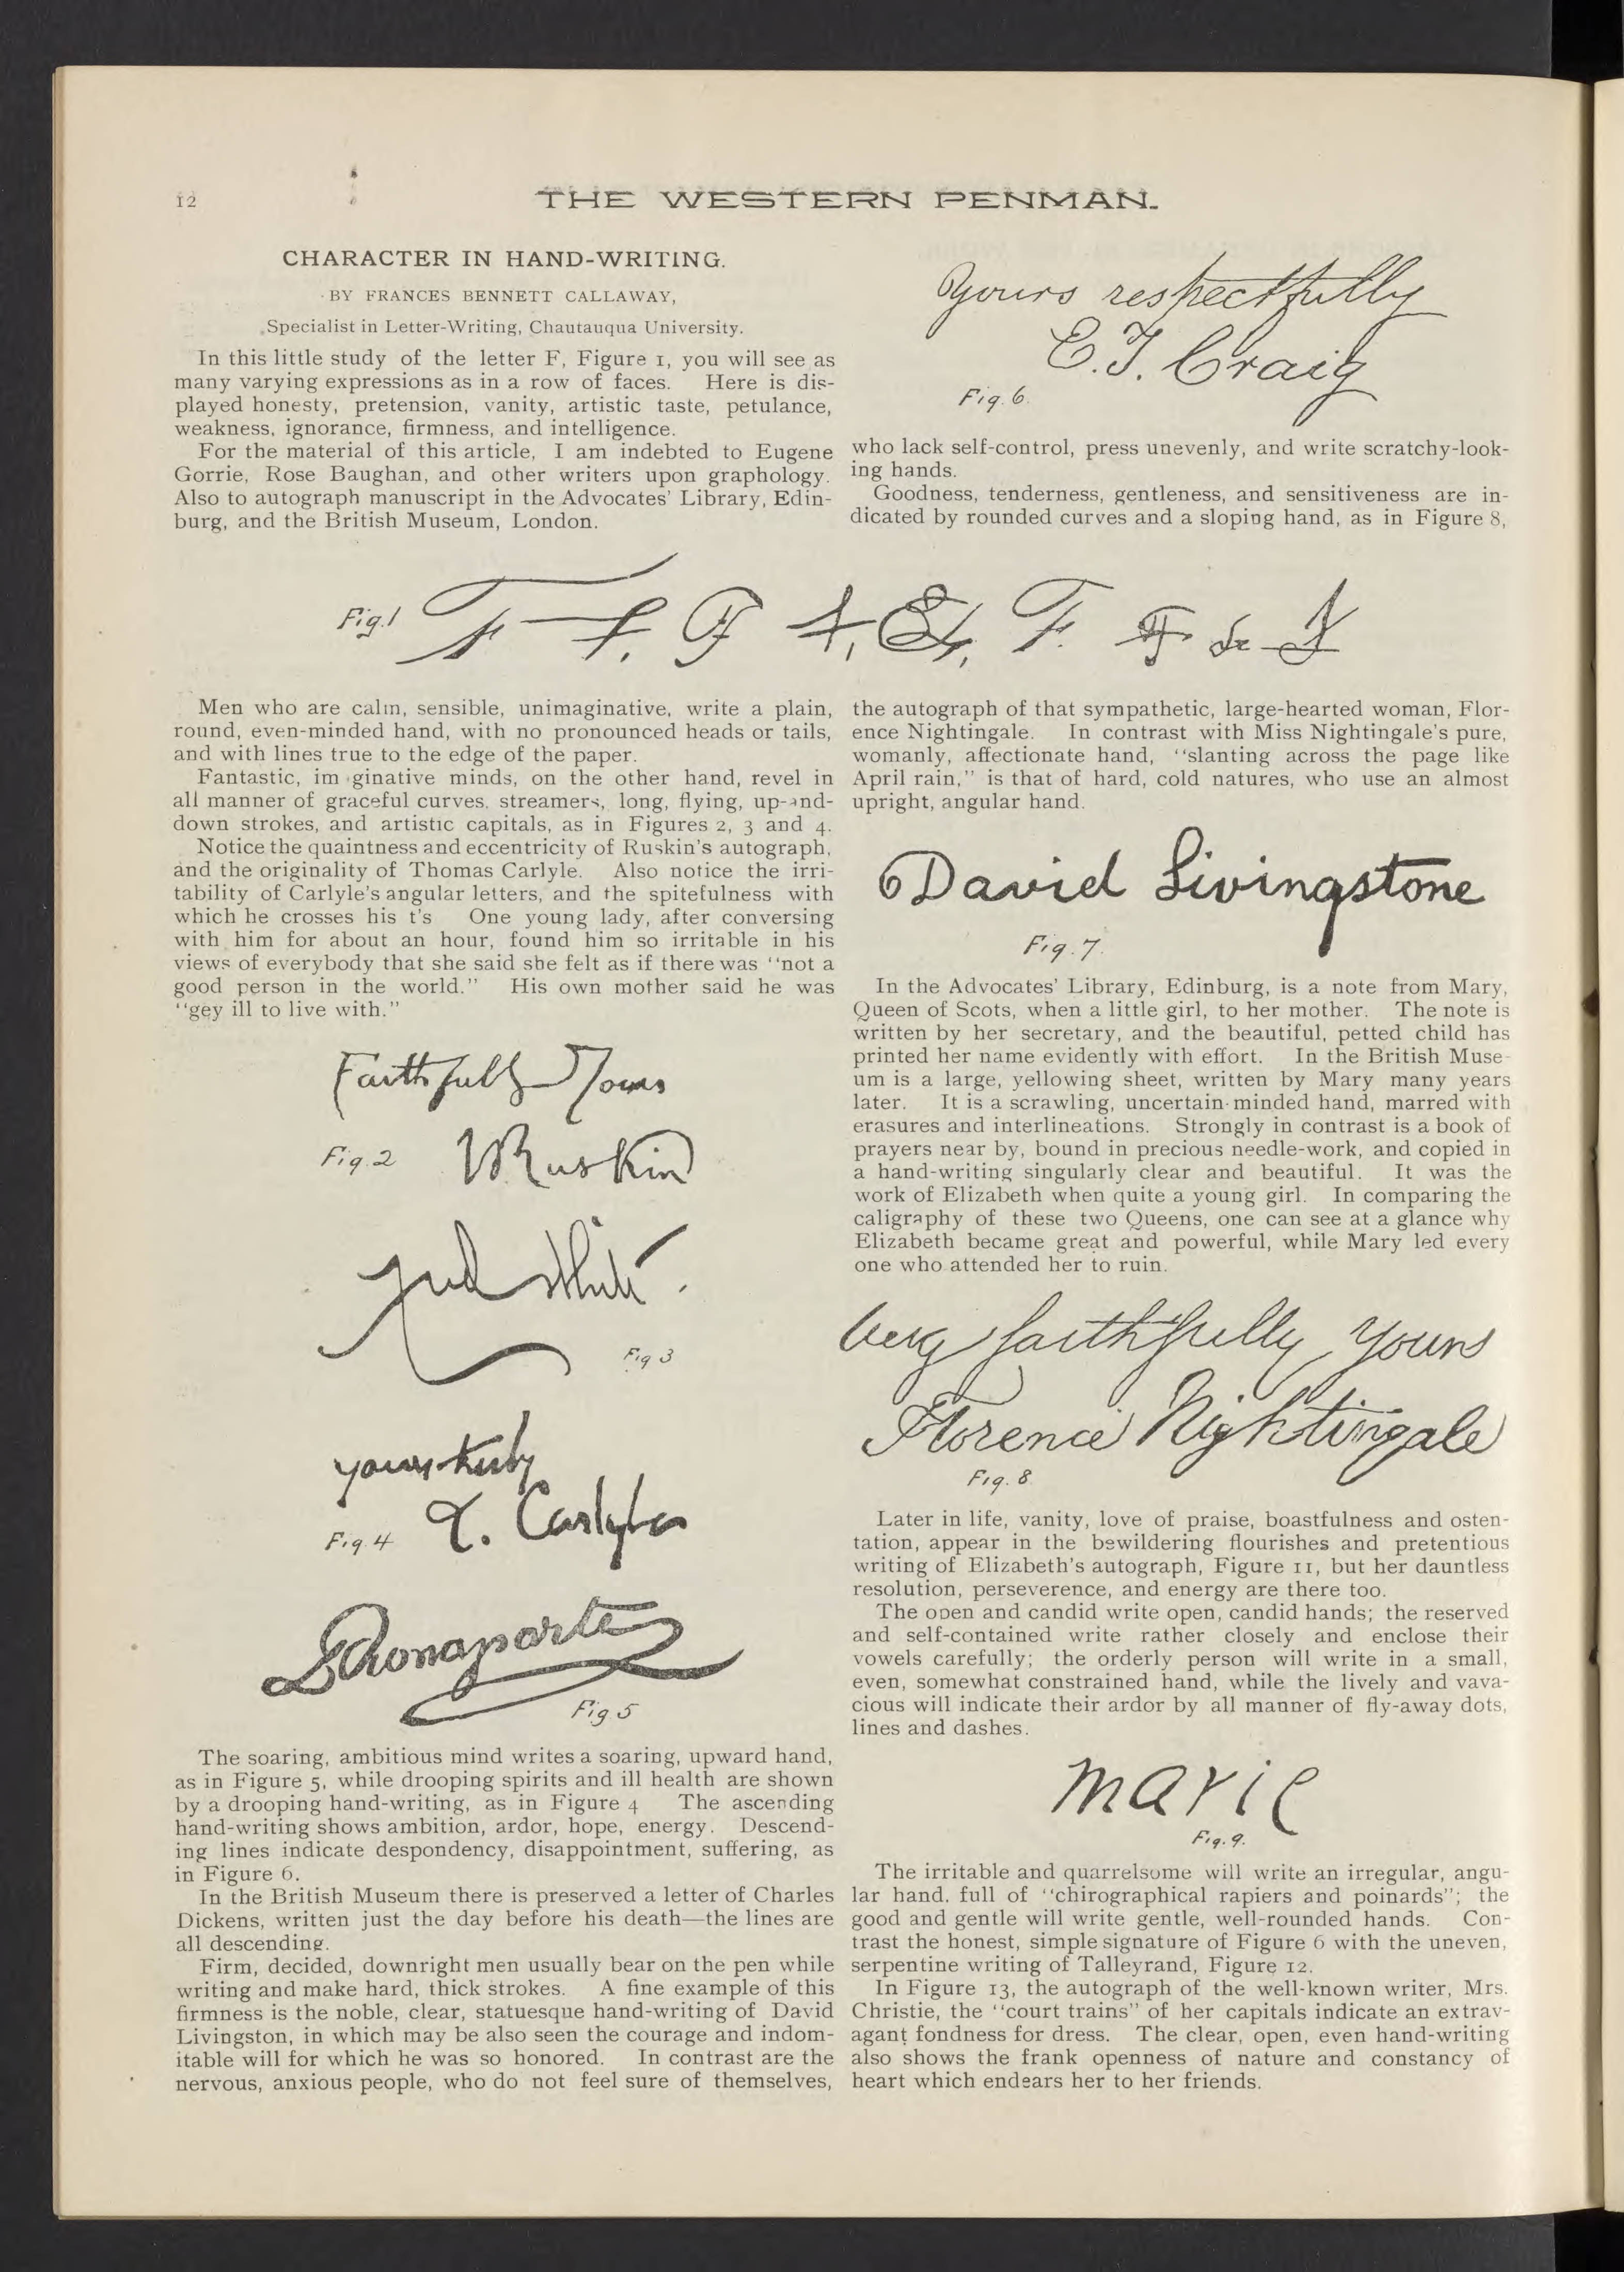 12
THE WESTERN PENMAN.
CHARACTER IN HAND-WRITING.
BY FRANCES BENNETT CALLAWAY,
Specialist in Letter-Writing, Chautauqua University.
In this little study of the letter F, Figure 1, you will see as
many varying expressions as in a row of faces. Here is dis-
played honesty, pretension, vanity, artistic taste, petulance,
weakness, ignorance, firmness, and intelligence.
For the material of this article, I am indebted to Eugene
Gorrie, Rose Baughan, and other writers upon graphology.
Also to autograph manuscript in the Advocates' Library, Edin-
burg, and the British Museum, London.
Yours respectfully
E. T. Craig
Fig. 6.
who lack self-control, press unevenly, and write scratchy-look-
ing hands.
Goodness, tenderness, gentleness, and sensitiveness are in-
dicated by rounded curves and a sloping hand, as in Figure 8,
Fig. 1
Men who are calm, sensible, unimaginative, write a plain,
round, even-minded hand, with no pronounced heads or tails,
and with lines true to the edge of the paper.
Fantastic, im ginative minds, on the other hand, revel in
all manner of graceful curves, streamers, long, flying, up-and-
down strokes, and artistic capitals, as in Figures 2, 3 and 4.
Notice the quaintness and eccentricity of Ruskin's autograph,
and the originality of Thomas Carlyle. Also notice the irri-
tability of Carlyle's angular letters, and the spitefulness with
which he crosses his t's One young lady, after conversing
with him for about an hour, found him so irritable in his
views of everybody that she said she felt as if there was "not a
good person in the world." His own mother said he was
"gey ill to live with."
Faithfully Yours
Fig. 2
Ruskin
Fig 3
yours truly
T. Carlyle
Fig. 4
Bonaparte
Fig 5
The soaring, ambitious mind writes a soaring, upward hand,
as in Figure 5, while drooping spirits and ill health are shown
by a drooping hand-writing, as in Figure 4 The ascending
hand-writing shows ambition, ardor, hope, energy. Descend-
ing lines indicate despondency, disappointment, suffering, as
in Figure 6.
In the British Museum there is preserved a letter of Charles
Dickens, written just the day before his death—the lines are
all descending.
Firm, decided, downright men usually bear on the pen while
writing and make hard, thick strokes. A fine example of this
firmness is the noble, clear, statuesque hand-writing of David
Livingston, in which may be also seen the courage and indom-
itable will for which he was so honored. In contrast are the
nervous, anxious people, who do not feel sure of themselves,
the autograph of that sympathetic, large-hearted woman, Flor-
ence Nightingale. In contrast with Miss Nightingale's pure,
womanly, affectionate hand, "slanting across the page like
April rain," is that of hard, cold natures, who use an almost
upright, angular hand.
David Livingstone
Fig. 7.
In the Advocates' Library, Edinburg, is a note from Mary,
Queen of Scots, when a little girl, to her mother. The note is
written by her secretary, and the beautiful, petted child has
printed her name evidently with effort. In the British Muse-
um is a large, yellowing sheet, written by Mary many years
later. It is a scrawling, uncertain-minded hand, marred with
erasures and interlineations. Strongly in contrast is a book of
prayers near by, bound in precious needle-work, and copied in
a hand-writing singularly clear and beautiful. It was the
work of Elizabeth when quite a young girl. In comparing the
caligraphy of these two Queens, one can see at a glance why
Elizabeth became great and powerful, while Mary led every
one who attended her to ruin.
Very faithfully yours
Florence Nightingale
Fig. 8
Later in life, vanity, love of praise, boastfulness and osten-
tation, appear in the bewildering flourishes and pretentious
writing of Elizabeth's autograph, Figure 11, but her dauntless
resolution, perseverence, and energy are there too.
The open and candid write open, candid hands; the reserved
and self-contained write rather closely and enclose their
vowels carefully; the orderly person will write in a small,
even, somewhat constrained hand, while the lively and vava-
cious will indicate their ardor by all manner of fly-away dots,
lines and dashes.
Marie
Fig. 9.
The irritable and quarrelsome will write an irregular, angu-
lar hand, full of "chirographical rapiers and poinards"; the
good and gentle will write gentle, well-rounded hands. Con-
trast the honest, simple signature of Figure 6 with the uneven,
serpentine writing of Talleyrand, Figure 12.
In Figure 13, the autograph of the well-known writer, Mrs.
Christie, the "court trains" of her capitals indicate an extrav-
agant fondness for dress. The clear, open, even hand-writing
also shows the frank openness of nature and constancy of
heart which endears her to her friends.